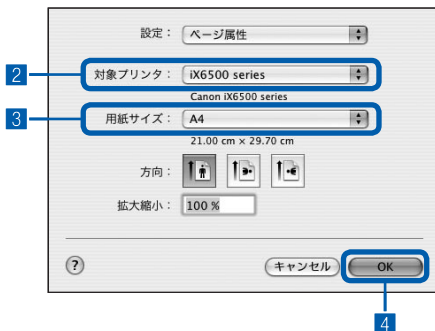 設定： ページ属性
2 対象プリンタ： iX6500 series
Canon iX6500 series
3 用紙サイズ： A4
21.00 cm × 29.70 cm
方向：
拡大縮小： 100 %
? キャンセル OK
4